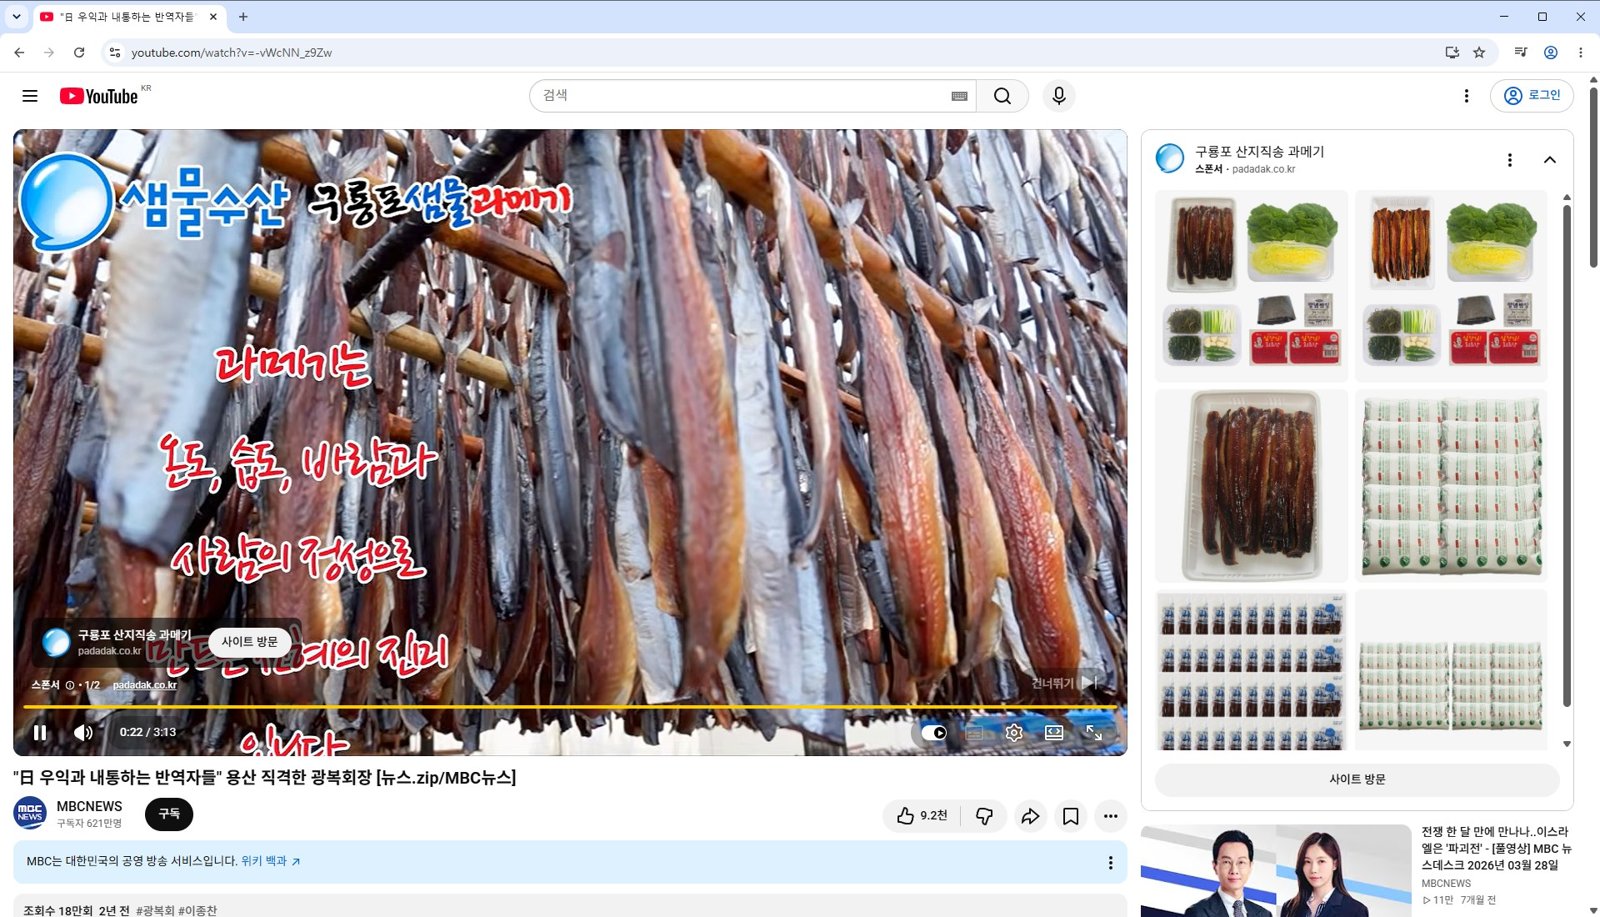 "日 우익과 내통하는 반역자들"
youtube.com/watch?v=-vWcNN_z9Zw
YouTube KR
검색
로그인
샘물수산 구룡포샘물과메기
과메기는
온도, 습도, 바람과
사람의 정성으로
입니다
구룡포 산지직송 과메기
padadak.co.kr
사이트 방문
스폰서 · 1/2 padadak.co.kr
건너뛰기
0:22 / 3:13
"日 우익과 내통하는 반역자들" 용산 직격한 광복회장 [뉴스.zip/MBC뉴스]
MBC NEWS
MBCNEWS
구독자 621만명
구독
9.2천
MBC는 대한민국의 공영 방송 서비스입니다. 위키 백과
조회수 18만회 2년 전 #광복회 #이종찬
구룡포 산지직송 과메기
스폰서 · padadak.co.kr
사이트 방문
전쟁 한 달 만에 만나나..이스라
엘은 '파괴전' - [풀영상] MBC 뉴
스데스크 2026년 03월 28일
MBCNEWS
11만 7개월 전